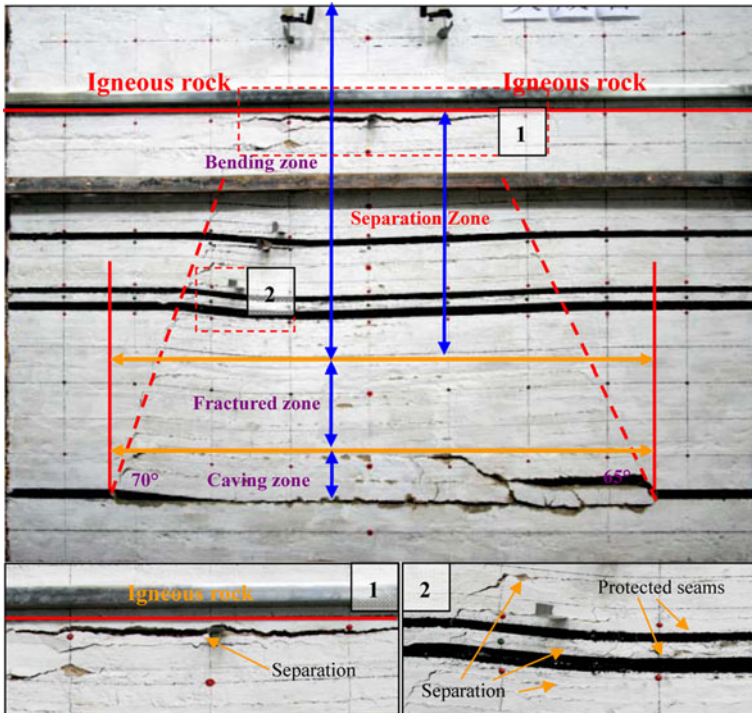 Igneous rock
Igneous rock
1
Bending zone
Separation Zone
2
Fractured zone
Caving zone
70°
65°
Igneous rock
1
Separation
2
Protected seams
Separation